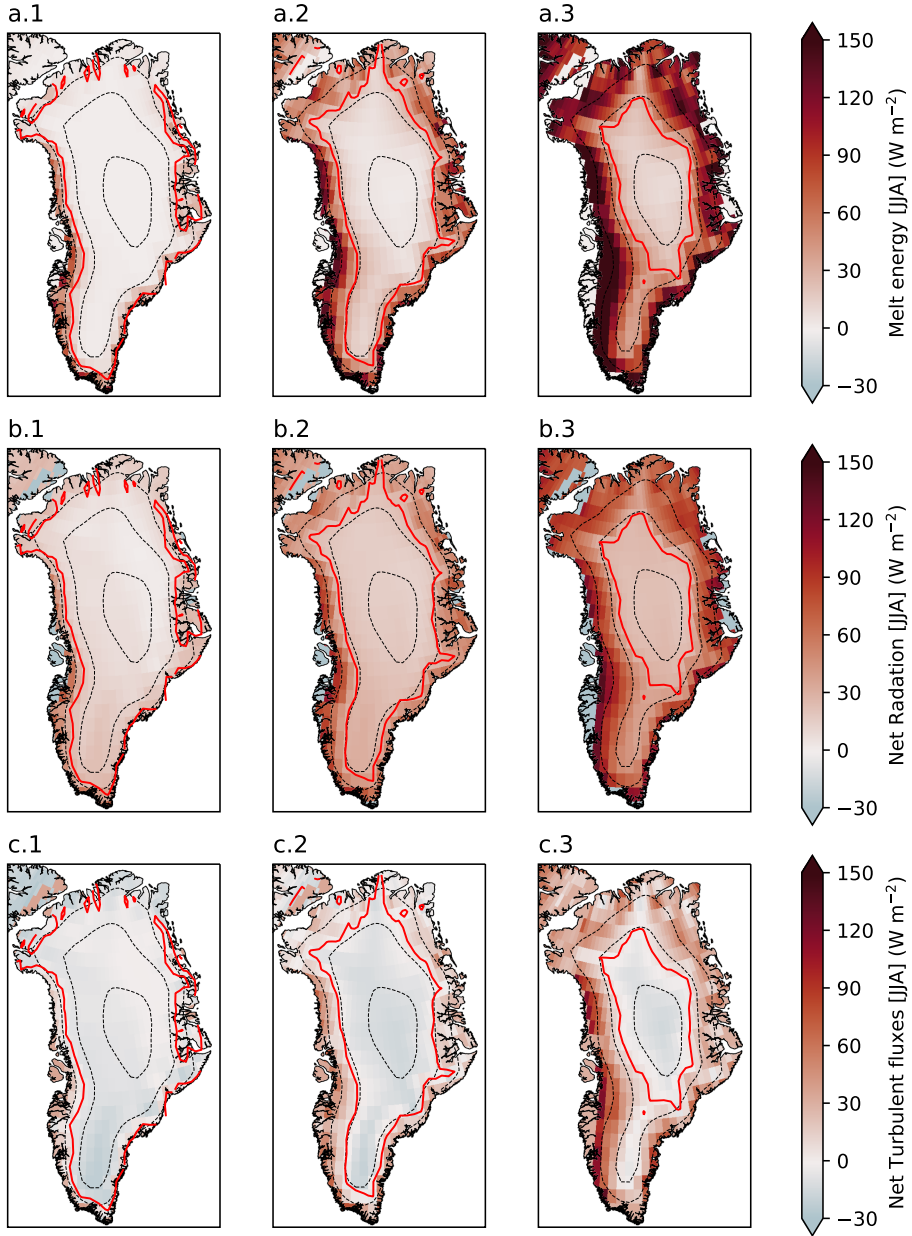 a.1
a.2
a.3
150
120
90
60
30
0
−30
Melt energy [JJA] (W m−2)
b.1
b.2
b.3
150
120
90
60
30
0
−30
Net Radation [JJA] (W m−2)
c.1
c.2
c.3
150
120
90
60
30
0
−30
Net Turbulent fluxes [JJA] (W m−2)